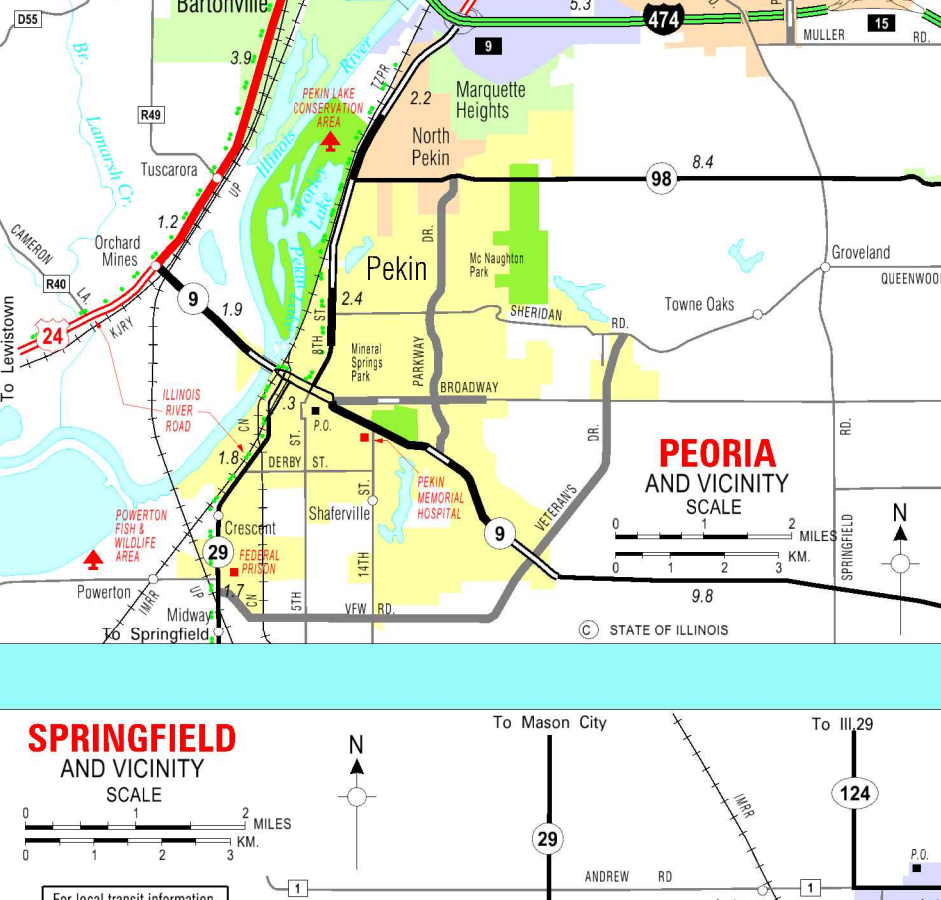 D55
Bartonville
5.3
474
15
9
MULLER RD.
3.9
Br.
River
TZPR
2.2
Marquette
Heights
PEKIN LAKE
CONSERVATION
AREA
R49
Lamarsh Cr.
North
Pekin
Illinois
Tuscarora
UP
Worley
Lake
98
8.4
1.2
Orchard
Mines
CAMERON
LA.
R40
9
1.9
Pekin Lake
Pekin
DR.
Mc Naughton
Park
Groveland
QUEENWOO
2.4
8TH ST.
SHERIDAN
RD.
Towne Oaks
24
KJRY
To Lewistown
Mineral
Springs
Park
PARKWAY
BROADWAY
ILLINOIS
RIVER
ROAD
.3
P.O.
CN
ST.
RD.
DR.
1.8
DERBY ST.
PEKIN
MEMORIAL
HOSPITAL
PEORIA
AND VICINITY
SCALE
0 1 2 MILES
0 1 2 3 KM.
N
POWERTON
FISH &
WILDLIFE
AREA
Crescent
Shaferville
ST.
9
VETERAN'S
SPRINGFIELD
29
FEDERAL
PRISON
14TH
Powerton
IMRR
UP
1.7
CN
5TH
VFW RD.
9.8
Midway
To Springfield
C STATE OF ILLINOIS
SPRINGFIELD
AND VICINITY
SCALE
0 1 2 MILES
0 1 2 3 KM.
N
To Mason City
To Ill.29
29
IMRR
124
P.O.
1
ANDREW RD
1
For local transit information